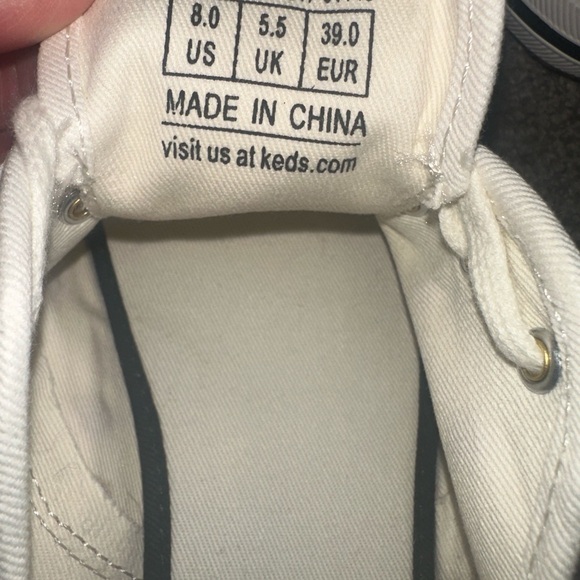 8.0 5.5 39.0
US UK EUR
MADE IN CHINA
visit us at keds.com